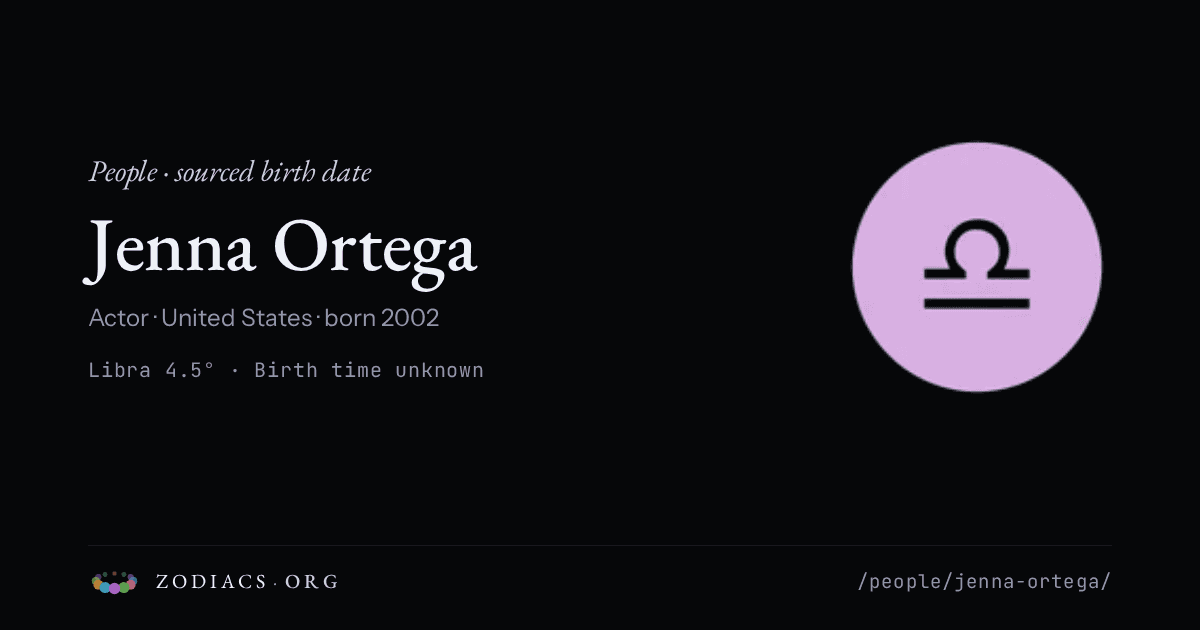 People · sourced birth date
Jenna Ortega
Actor · United States · born 2002
Libra 4.5° · Birth time unknown
ZODIACS·ORG
/people/jenna-ortega/